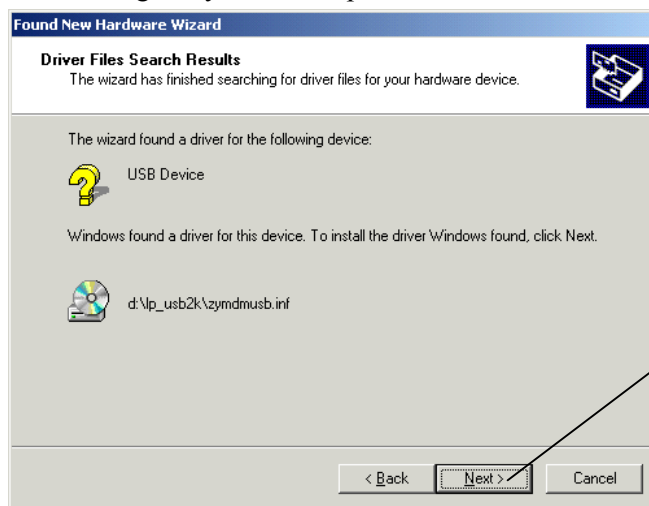 Found New Hardware Wizard
Driver Files Search Results
The wizard has finished searching for driver files for your hardware device.
The wizard found a driver for the following device:
USB Device
Windows found a driver for this device. To install the driver Windows found, click Next.
d:\lp_usb2k\zymdmusb.inf
< Back Next > Cancel